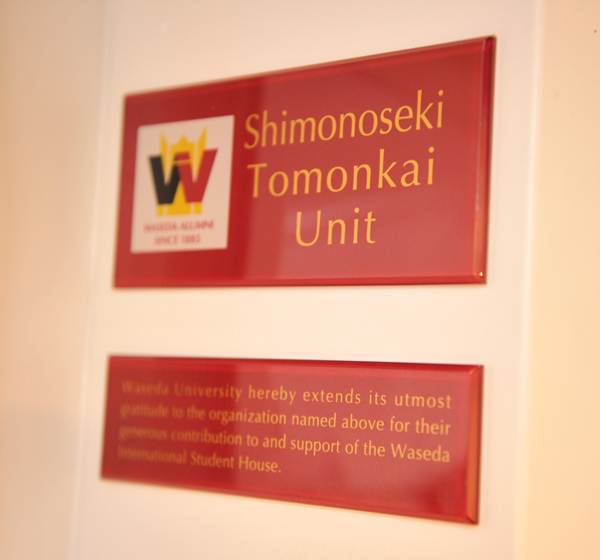 Shimonoseki
Tomonkai
Unit
W
WASEDA ALUMNI
SINCE 1885
Waseda University hereby extends its utmost
gratitude to the organization named above for their
generous contribution to and support of the Waseda
International Student House.